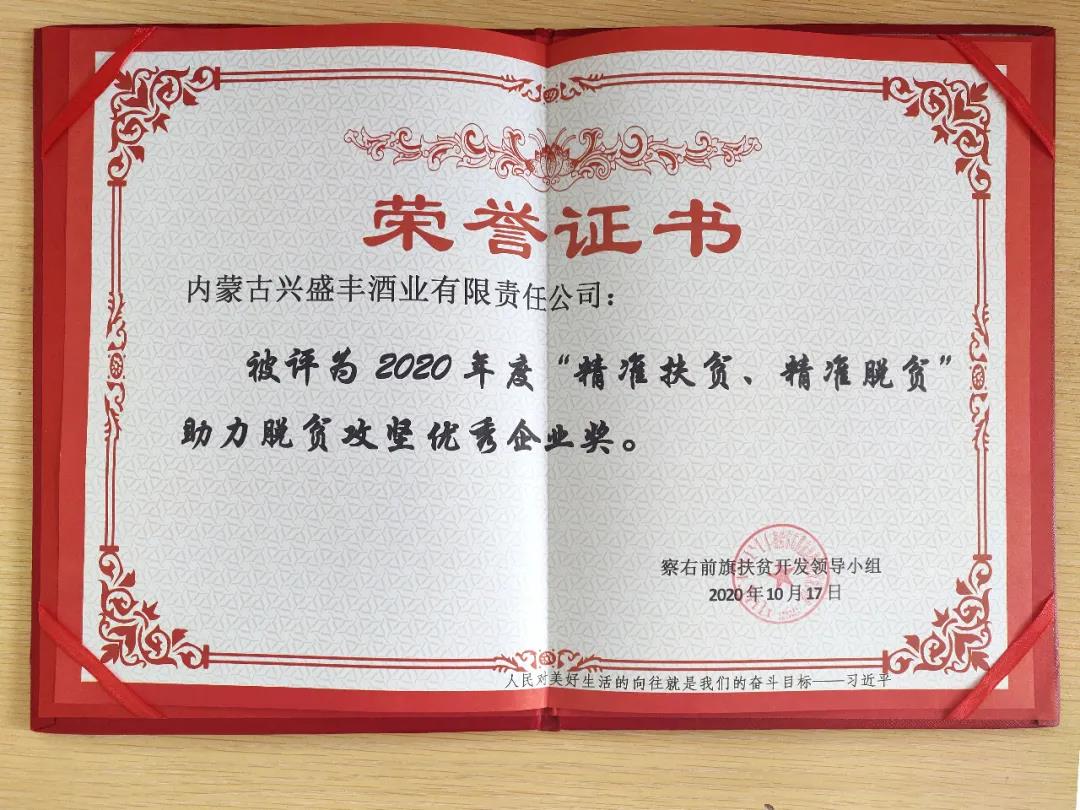 荣誉证书
内蒙古兴盛丰酒业有限责任公司：
被评为 2020 年度“精准扶贫、精准脱贫”
助力脱贫攻坚优秀企业奖。
察右前旗扶贫开发领导小组
2020年10月17日
人民对美好生活的向往就是我们的奋斗目标——习近平